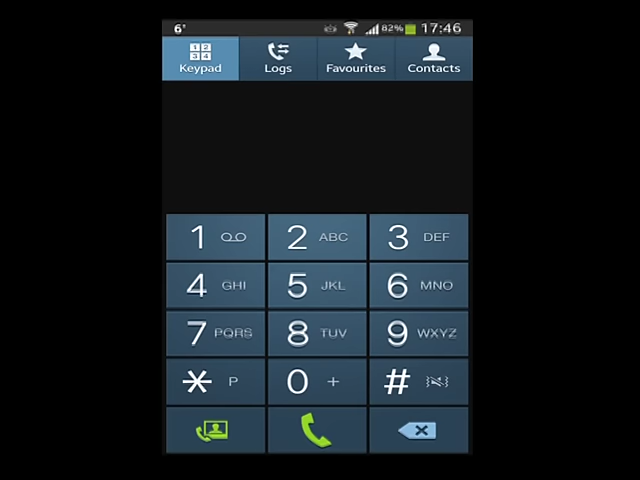 6° 82% 17:46
Keypad Logs Favourites Contacts
1 2 ABC 3 DEF
4 GHI 5 JKL 6 MNO
7 PQRS 8 TUV 9 WXYZ
* P 0 + #